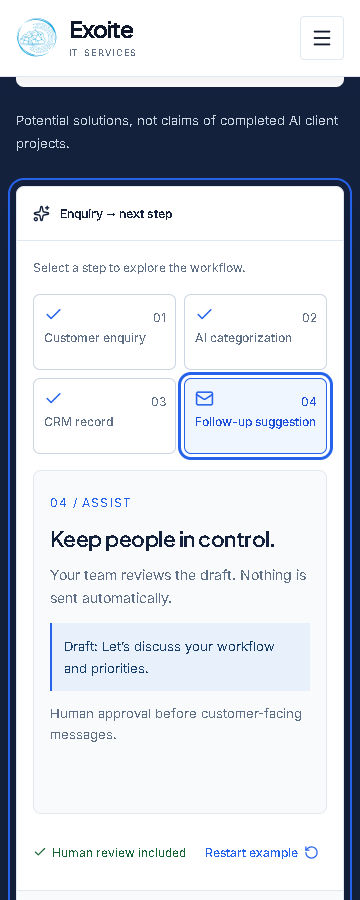 Exoite
IT SERVICES
Potential solutions, not claims of completed AI client
projects.
Enquiry → next step
Select a step to explore the workflow.
01
Customer enquiry
02
AI categorization
03
CRM record
04
Follow-up suggestion
04 / ASSIST
Keep people in control.
Your team reviews the draft. Nothing is
sent automatically.
Draft: Let's discuss your workflow
and priorities.
Human approval before customer-facing
messages.
Human review included
Restart example